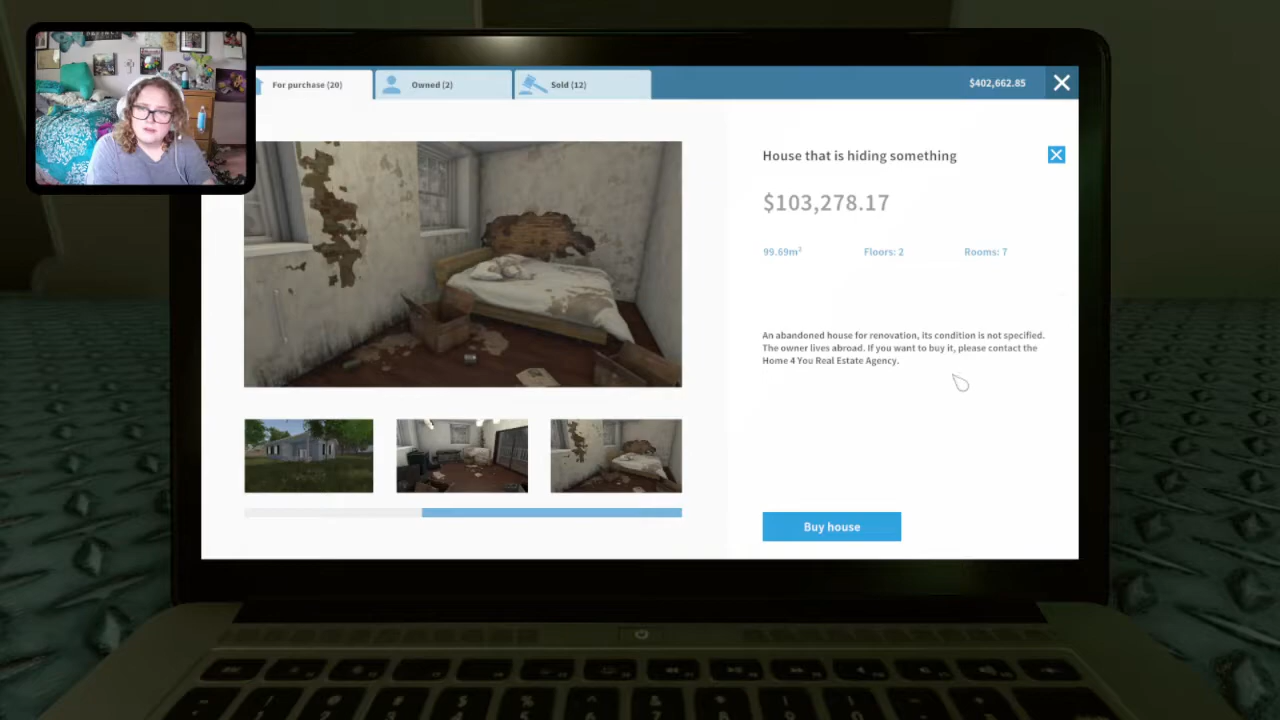 For purchase (20)
Owned (2)
Sold (12)
$402,662.85
House that is hiding something
$103,278.17
99.69m²
Floors: 2
Rooms: 7
An abandoned house for renovation, its condition is not specified.
The owner lives abroad. If you want to buy it, please contact the
Home 4 You Real Estate Agency.
Buy house